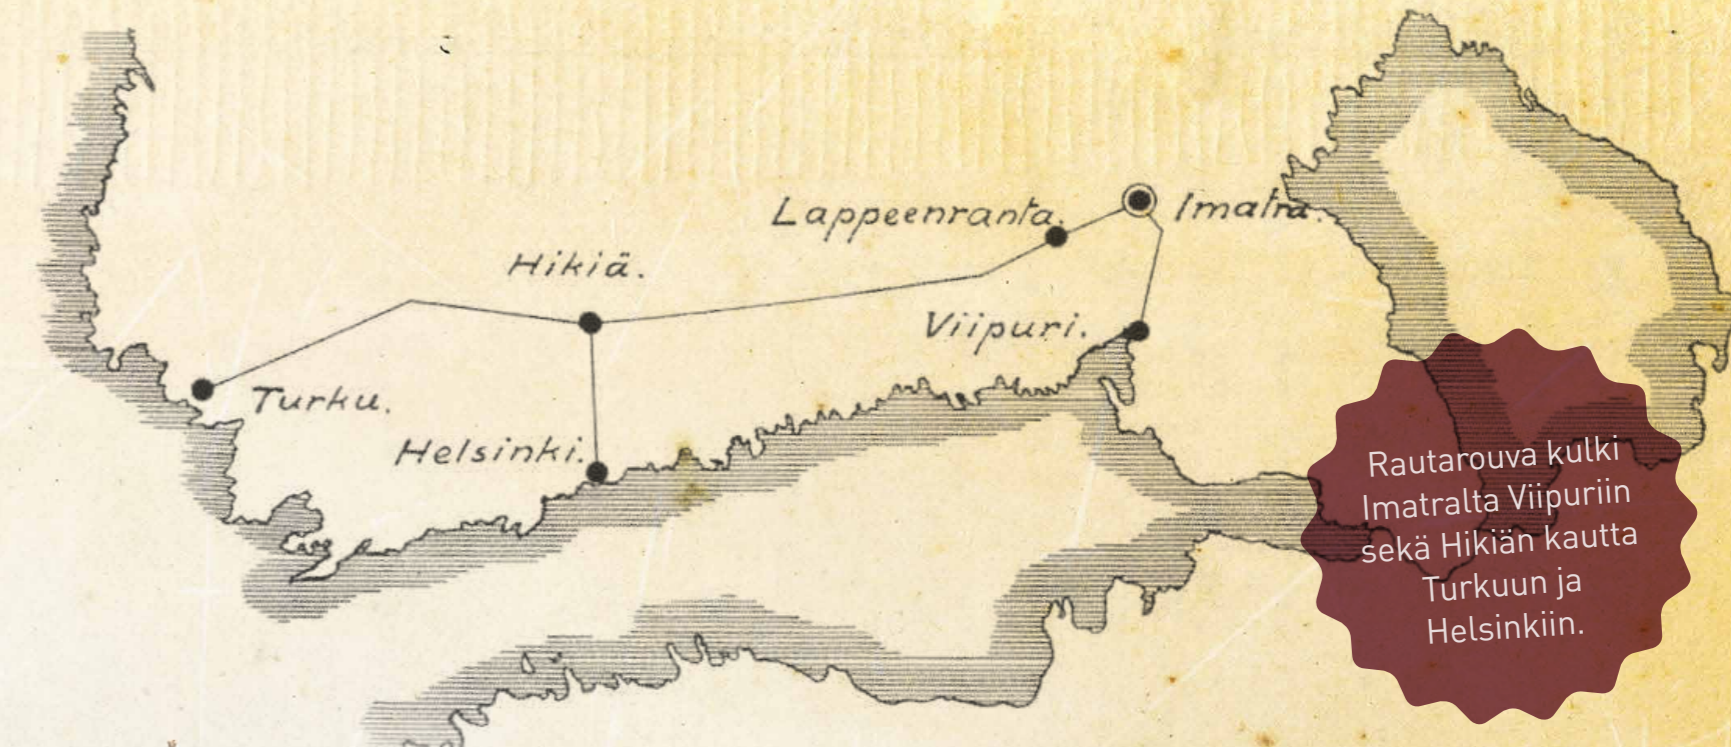 Lappeenranta.
Imatra.
Hikiä.
Viipuri.
Turku.
Helsinki.
Rautarouva kulki
Imatralta Viipuriin
sekä Hikiän kautta
Turkuun ja
Helsinkiin.